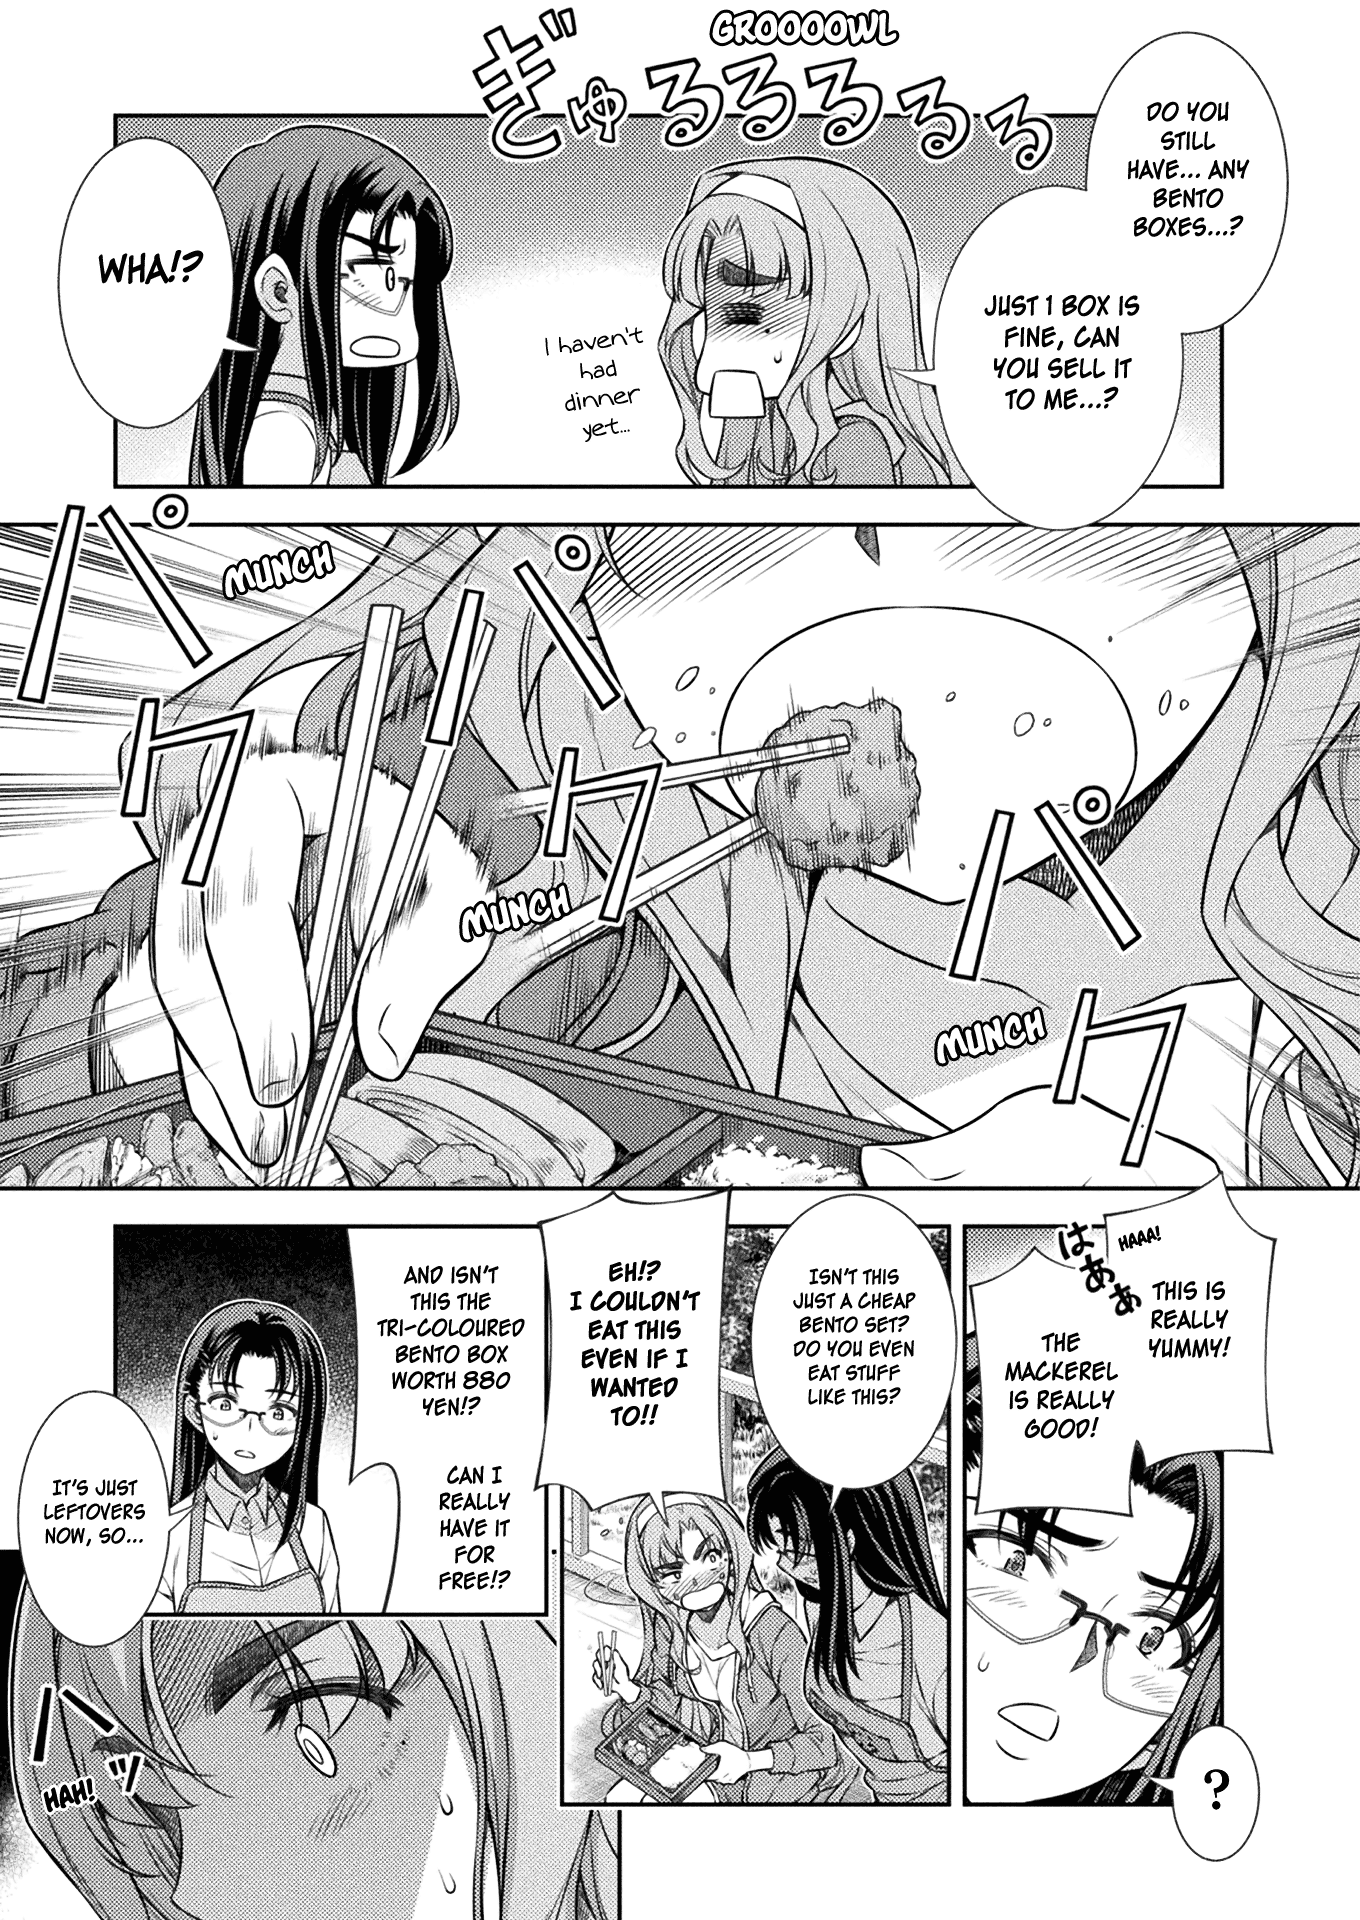 GROOOOWL
ぎゅるるるるる
DO YOU
STILL
HAVE... ANY
BENTO
BOXES...?
JUST 1 BOX IS
FINE, CAN
YOU SELL IT
TO ME...?
I haven't
had
dinner
yet...
WHA!?
パク
MUNCH
パク
MUNCH
パク
MUNCH
HAAA!
はあぁ
THIS IS
REALLY
YUMMY!
THE
MACKEREL
IS REALLY
GOOD!
?
ISN'T THIS
JUST A CHEAP
BENTO SET?
DO YOU EVEN
EAT STUFF
LIKE THIS?
EH!?
I COULDN'T
EAT THIS
EVEN IF I
WANTED
TO!!
AND ISN'T
THIS THE
TRI-COLOURED
BENTO BOX
WORTH 880
YEN!?
CAN I
REALLY
HAVE IT
FOR
FREE!?
IT'S JUST
LEFTOVERS
NOW, SO...
ハッ
HAH!